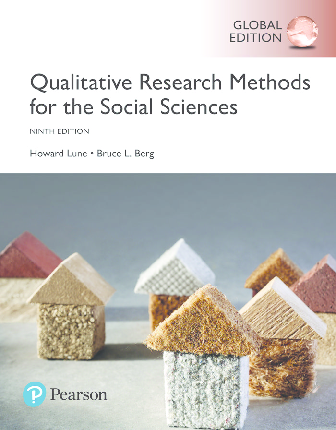 GLOBAL
EDITION
Qualitative Research Methods
for the Social Sciences
NINTH EDITION
Howard Lune • Bruce L. Berg
P Pearson